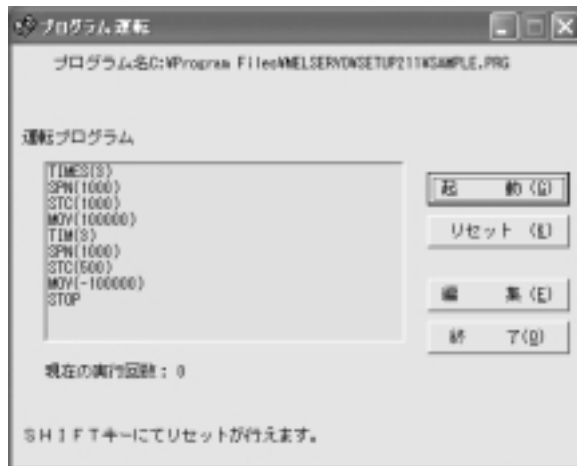 プログラム運転
プログラム名C:¥Program Files¥MELSERVO¥SETUP211¥SAMPLE.PRG
運転プログラム
TIMES(3)
SPN(1000)
STC(1000)
MOV(100000)
TIM(3)
SPN(1000)
STC(500)
MOV(-100000)
STOP
起 動(G)
リセット (R)
編 集(E)
終 了(Q)
現在の実行回数: 0
SHIFTキーにてリセットが行えます。